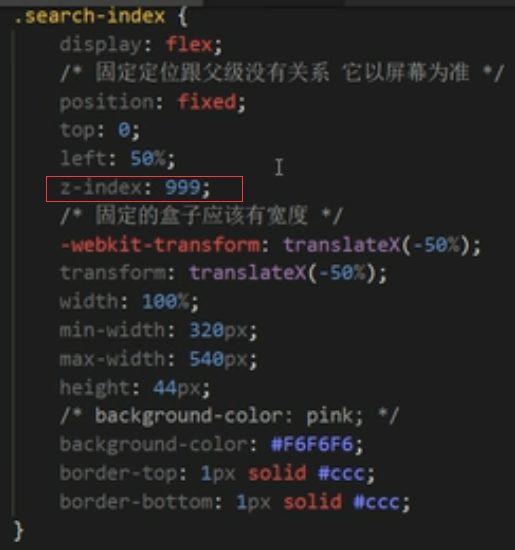 .search-index {
display: flex;
/* 固定定位跟父级没有关系 它以屏幕为准 */
position: fixed;
top: 0;
left: 50%;
z-index: 999;
/* 固定的盒子应该有宽度 */
-webkit-transform: translateX(-50%);
transform: translateX(-50%);
width: 100%;
min-width: 320px;
max-width: 540px;
height: 44px;
/* background-color: pink; */
background-color: #F6F6F6;
border-top: 1px solid #ccc;
border-bottom: 1px solid #ccc;
}